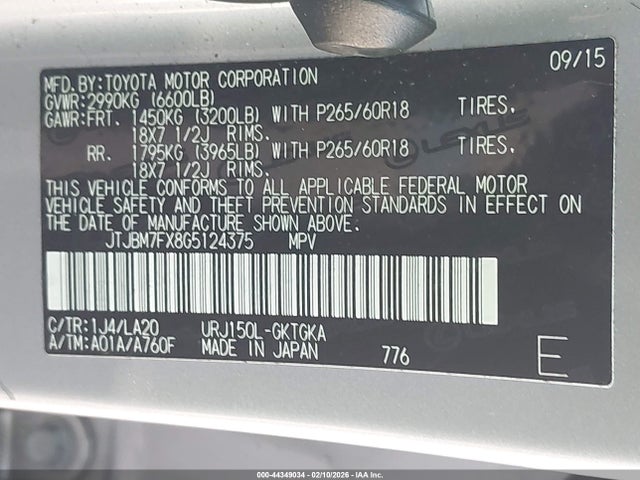 09/15
MFD.BY:TOYOTA MOTOR CORPORATION
GVWR:2990KG (6600LB)
GAWR:FRT. 1450KG (3200LB) WITH P265/60R18 TIRES,
18X7 1/2J RIMS.
RR. 1795KG (3965LB) WITH P265/60R18 TIRES,
18X7 1/2J RIMS.
THIS VEHICLE CONFORMS TO ALL APPLICABLE FEDERAL MOTOR
VEHICLE SAFETY AND THEFT PREVENTION STANDARDS IN EFFECT ON
THE DATE OF MANUFACTURE SHOWN ABOVE.
JTJBM7FX8G5124375 MPV
C/TR:1J4/LA20 URJ150L-GKTGKA
A/TM:A01A/A760F MADE IN JAPAN 776 E
000-44349034 - 02/10/2026 - IAA Inc.